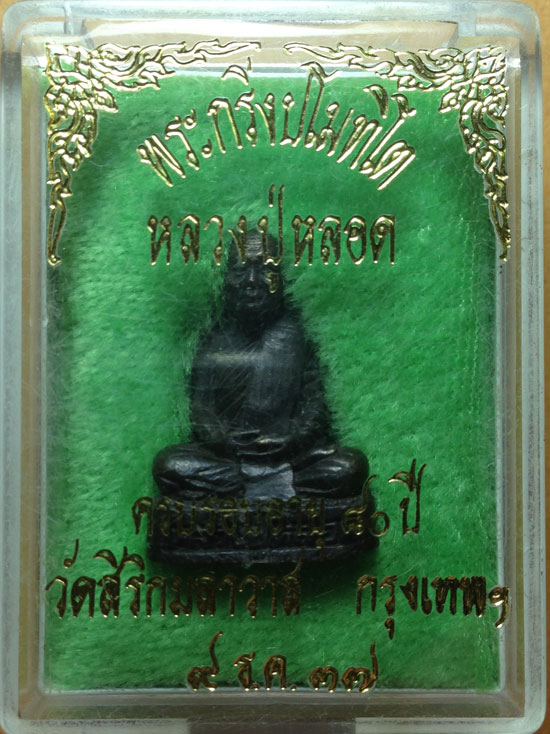 พระกริ่งปโมทิโต
หลวงปู่หลอด
ครบรอบอายุ ๘๐ ปี
วัดสิริกมลาวาส กรุงเทพฯ
๙ ธ.ค. ๓๗